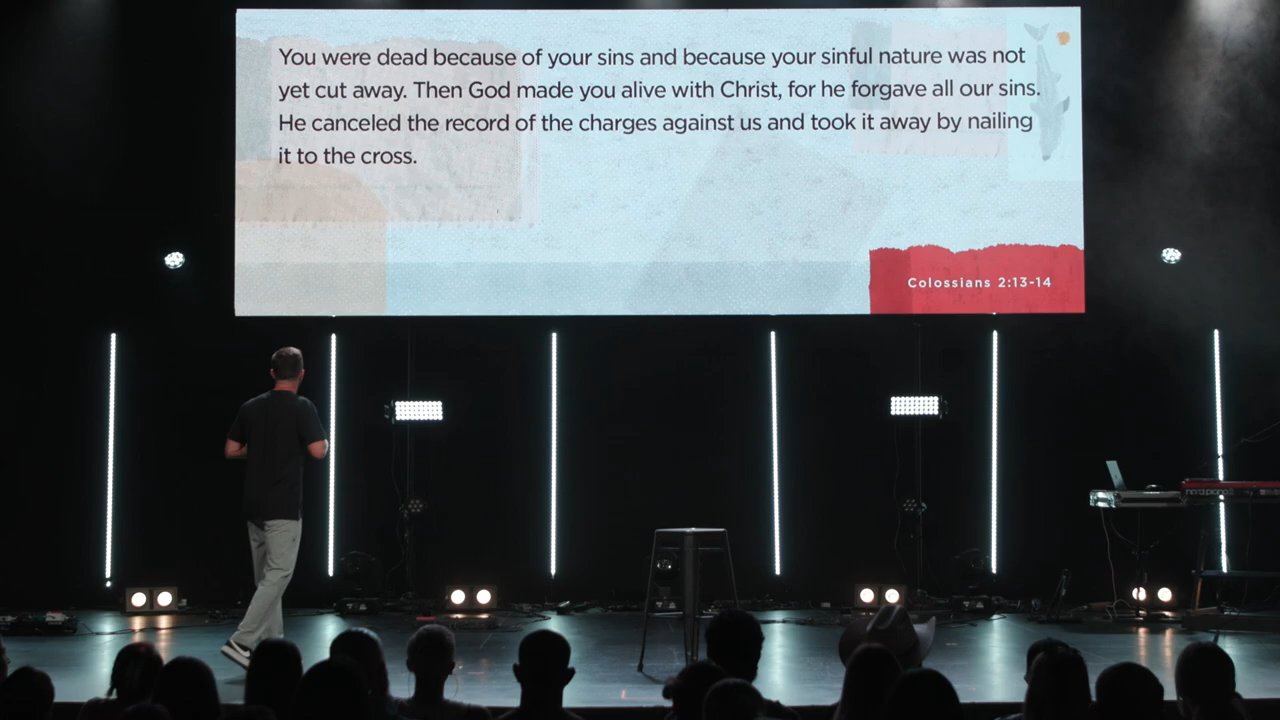 You were dead because of your sins and because your sinful nature was not
yet cut away. Then God made you alive with Christ, for he forgave all our sins.
He canceled the record of the charges against us and took it away by nailing
it to the cross.
Colossians 2:13-14
nord piano